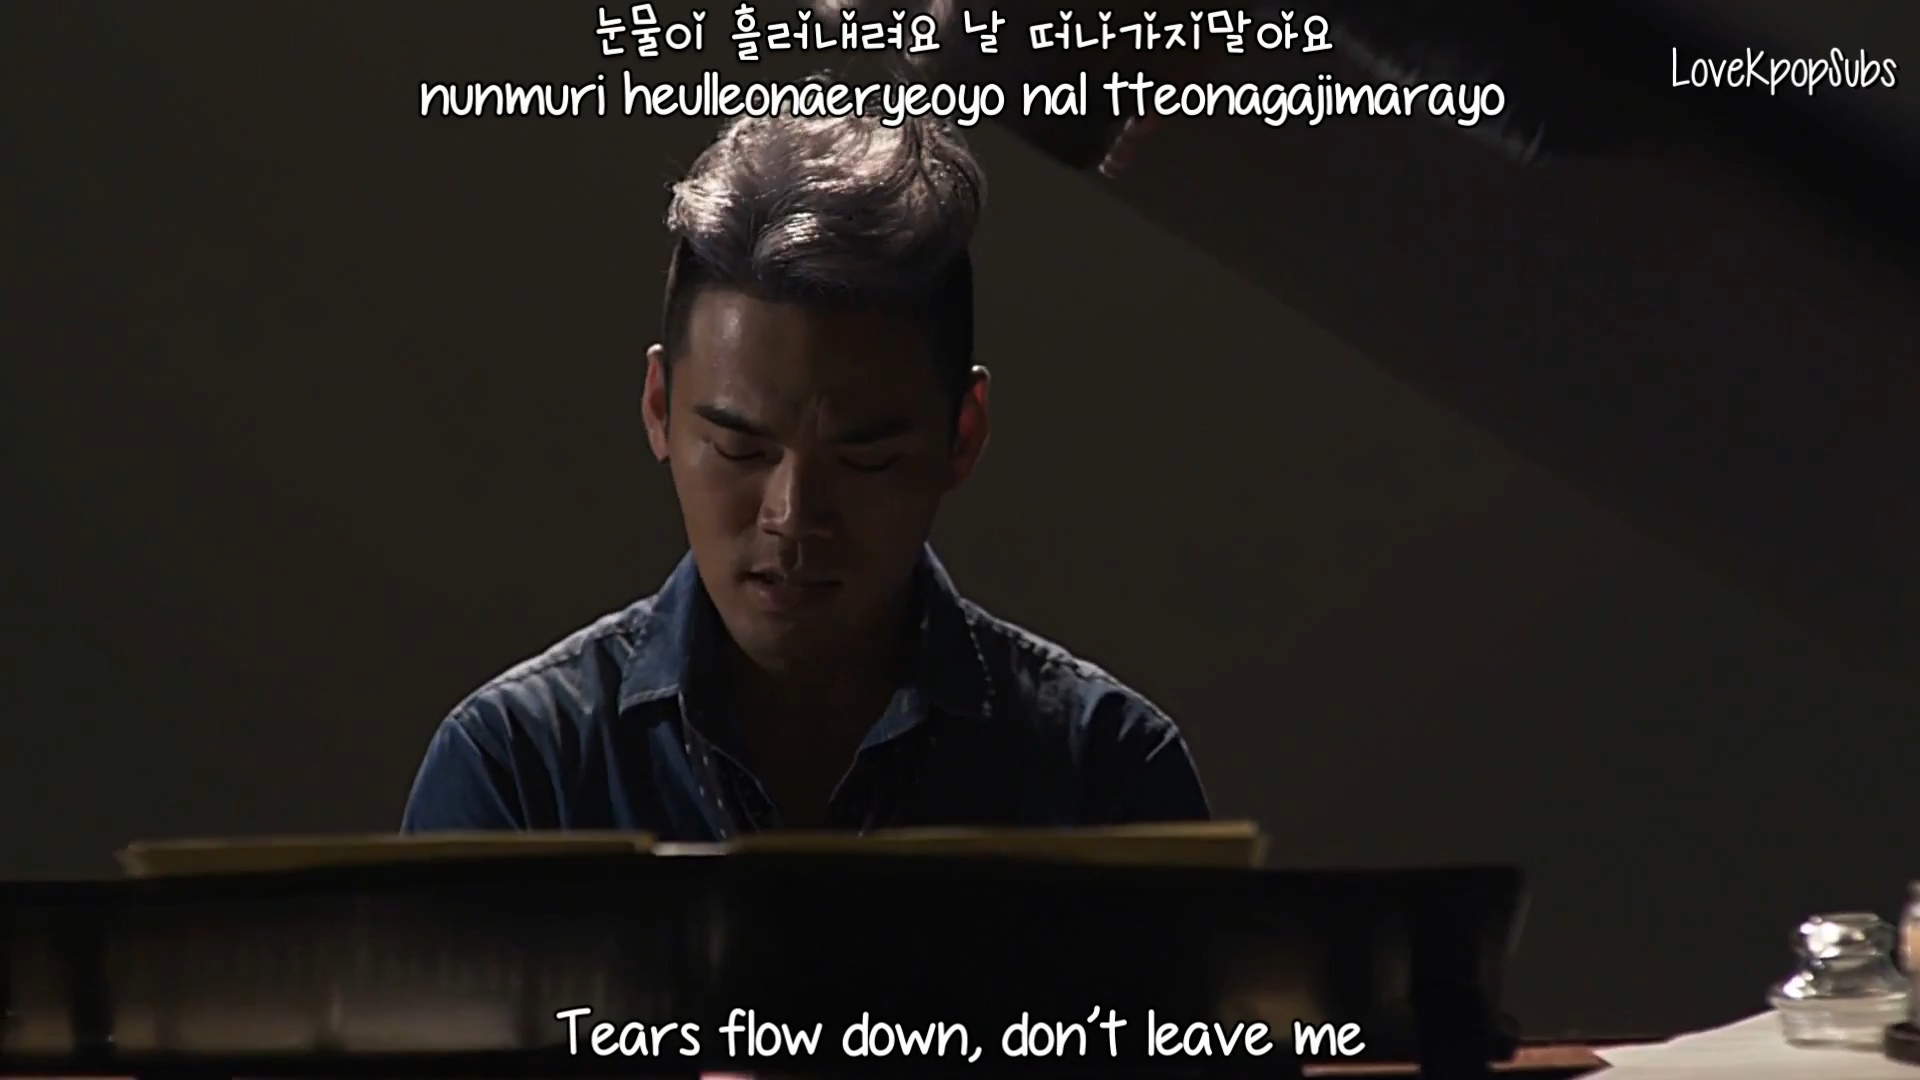 눈물이 흘러내려요 날 떠나가지말아요
LoveKpopSubs
nunmuri heulleonaeryeoyo nal tteonagajimarayo
Tears flow down, don't leave me